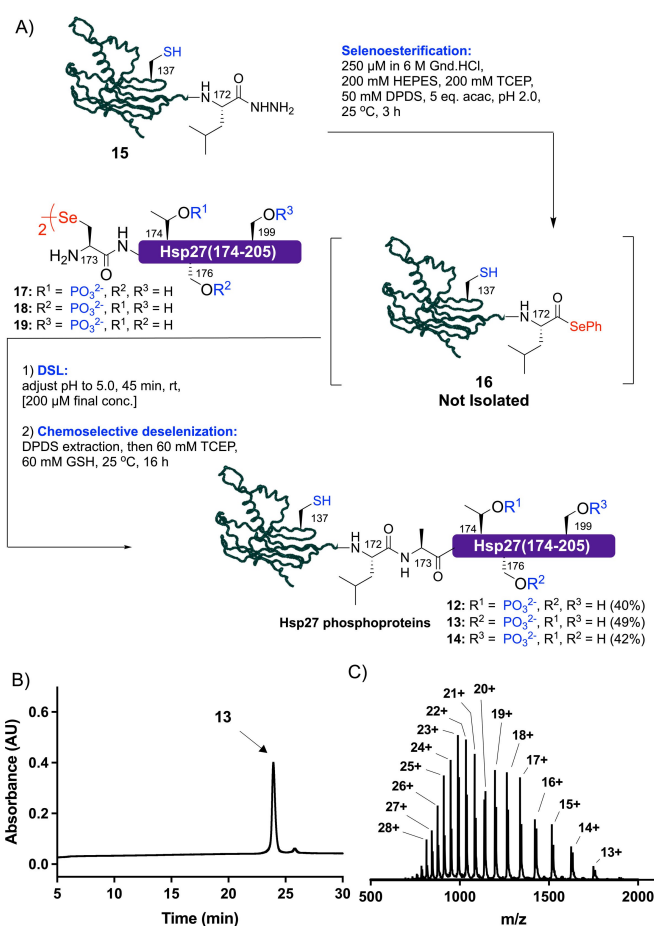 A)
SH
137
H
N
172
O
NHNH₂
15
Selenoesterification:
250 µM in 6 M Gnd.HCl,
200 mM HEPES, 200 mM TCEP,
50 mM DPDS, 5 eq. acac, pH 2.0,
25 ºC, 3 h
2
Se
H₂N
173
O
H
N
OR¹
174
OR³
199
Hsp27(174-205)
176
OR²
17: R¹ = PO₃²⁻, R², R³ = H
18: R² = PO₃²⁻, R¹, R³ = H
19: R³ = PO₃²⁻, R¹, R² = H
SH
137
H
N
172
O
SePh
16
Not Isolated
1) DSL:
adjust pH to 5.0, 45 min, rt,
[200 µM final conc.]
2) Chemoselective deselenization:
DPDS extraction, then 60 mM TCEP,
60 mM GSH, 25 ºC, 16 h
SH
137
H
N
172
O
N
H
173
O
OR¹
174
OR³
199
Hsp27(174-205)
176
OR²
Hsp27 phosphoproteins
12: R¹ = PO₃²⁻, R², R³ = H (40%)
13: R² = PO₃²⁻, R¹, R³ = H (49%)
14: R³ = PO₃²⁻, R¹, R² = H (42%)
B)
Absorbance (AU)
0.6
0.4
0.2
0.0
13
5
10
15
20
25
30
Time (min)
C)
28+
27+
26+
25+
24+
23+
22+
21+
20+
19+
18+
17+
16+
15+
14+
13+
500
1000
1500
2000
m/z